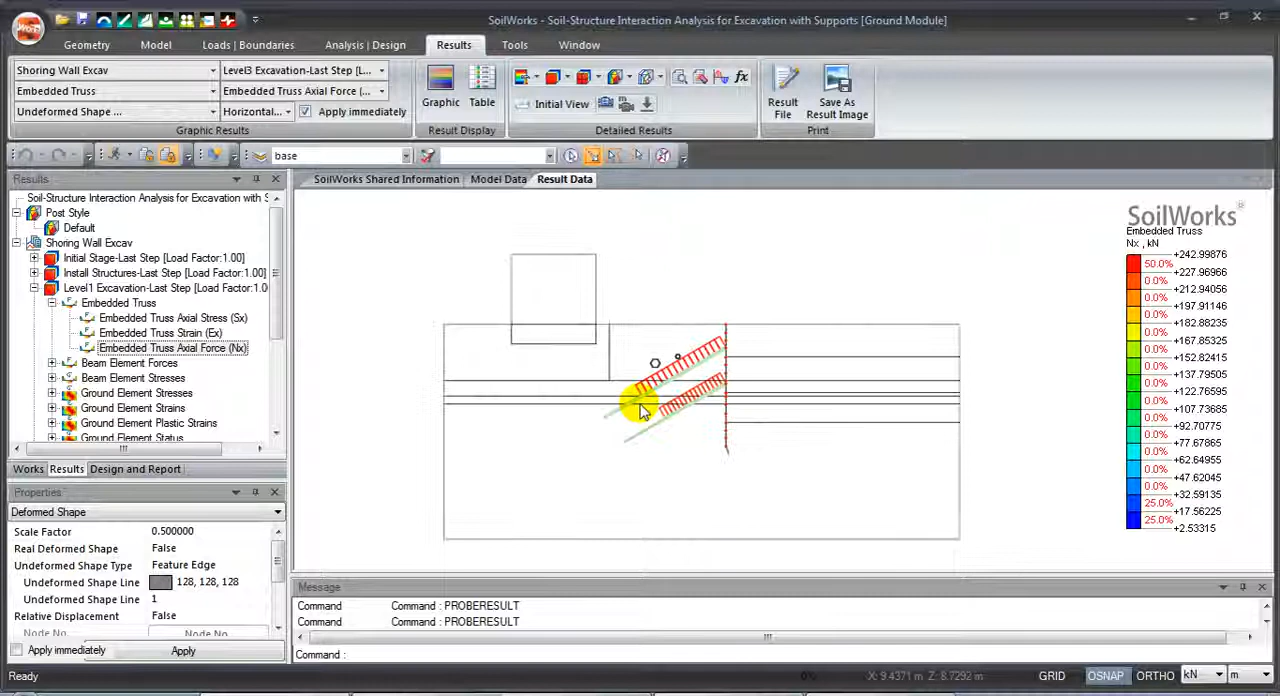 SoilWorks - Soil-Structure Interaction Analysis for Excavation with Supports [Ground Module]
Geometry
Model
Loads | Boundaries
Analysis | Design
Results
Tools
Window
Shoring Wall Excav
Level3 Excavation-Last Step [L...
Embedded Truss
Embedded Truss Axial Force (...
Undeformed Shape ...
Horizontal...
Apply immediately
Graphic Results
Graphic
Table
Result Display
Initial View
fx
Detailed Results
Result
File
Save As
Result Image
Print
base
Results
Soil-Structure Interaction Analysis for Excavation with S
Post Style
Default
Shoring Wall Excav
Initial Stage-Last Step [Load Factor:1.00]
Install Structures-Last Step [Load Factor:1.00]
Level1 Excavation-Last Step [Load Factor:1.0
Embedded Truss
Embedded Truss Axial Stress (Sx)
Embedded Truss Strain (Ex)
Embedded Truss Axial Force (Nx)
Beam Element Forces
Beam Element Stresses
Ground Element Stresses
Ground Element Strains
Ground Element Plastic Strains
Ground Element Status
Works
Results
Design and Report
Properties
Deformed Shape
Scale Factor 0.500000
Real Deformed Shape False
Undeformed Shape Type Feature Edge
Undeformed Shape Line 128, 128, 128
Undeformed Shape Line 1
Relative Displacement False
Node No. Node No.
Apply immediately
Apply
SoilWorks Shared Information
Model Data
Result Data
SoilWorks
Embedded Truss
Nx , kN
+242.99876
50.0%
+227.96966
0.0%
+212.94056
0.0%
+197.91146
0.0%
+182.88235
0.0%
+167.85325
0.0%
+152.82415
0.0%
+137.79505
0.0%
+122.76595
0.0%
+107.73685
0.0%
+92.70775
0.0%
+77.67865
0.0%
+62.64955
0.0%
+47.62045
0.0%
+32.59135
25.0%
+17.56225
25.0%
+2.53315
Message
Command Command : PROBERESULT
Command Command : PROBERESULT
Command :
Ready
0%
X: 9.4371 m Z: 8.7292 m
GRID
OSNAP
ORTHO
kN
m